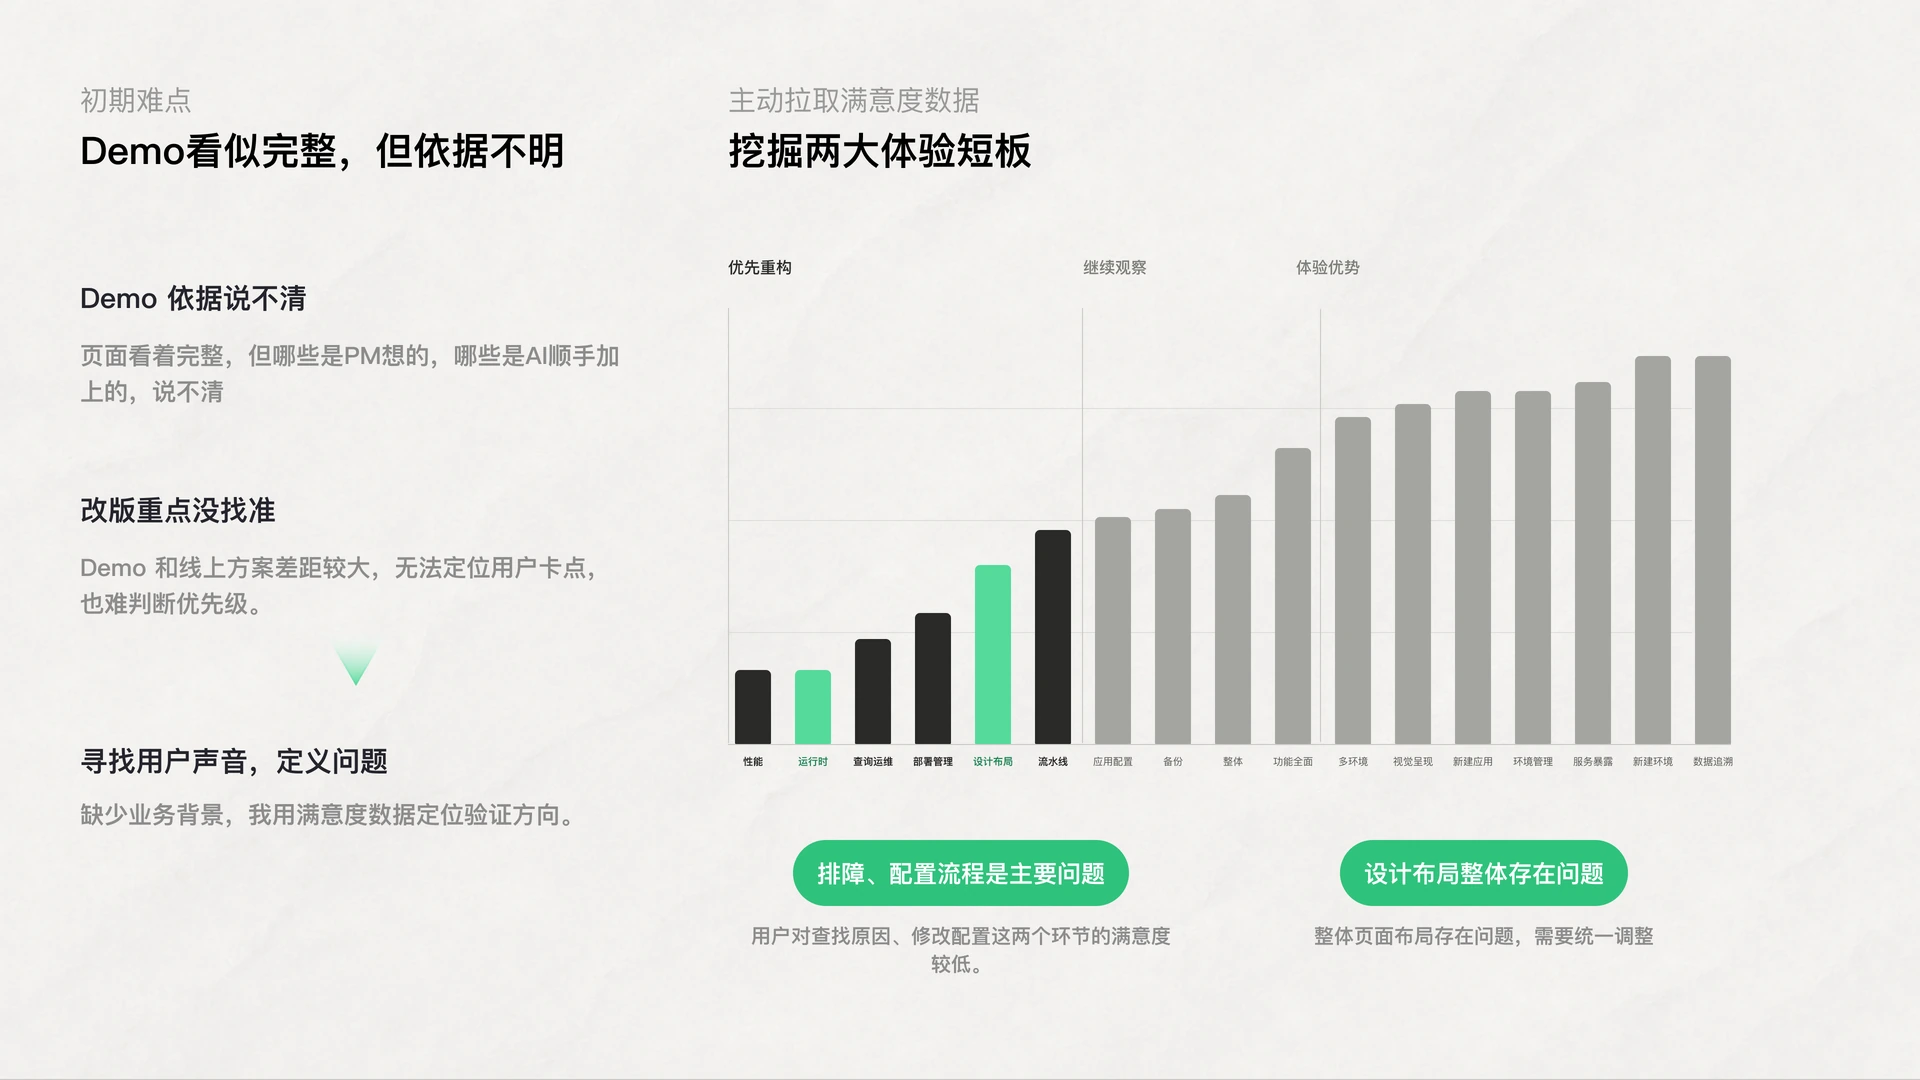 初期难点
Demo看似完整，但依据不明
Demo 依据说不清
页面看着完整，但哪些是PM想的，哪些是AI顺手加
上的，说不清
改版重点没找准
Demo 和线上方案差距较大，无法定位用户卡点，
也难判断优先级。
寻找用户声音，定义问题
缺少业务背景，我用满意度数据定位验证方向。
主动拉取满意度数据
挖掘两大体验短板
优先重构 继续观察 体验优势
性能 运行时 查询运维 部署管理 设计布局 流水线 应用配置 备份 整体 功能全面 多环境 视觉呈现 新建应用 环境管理 服务暴露 新建环境 数据追溯
排障、配置流程是主要问题
用户对查找原因、修改配置这两个环节的满意度
较低。
设计布局整体存在问题
整体页面布局存在问题，需要统一调整